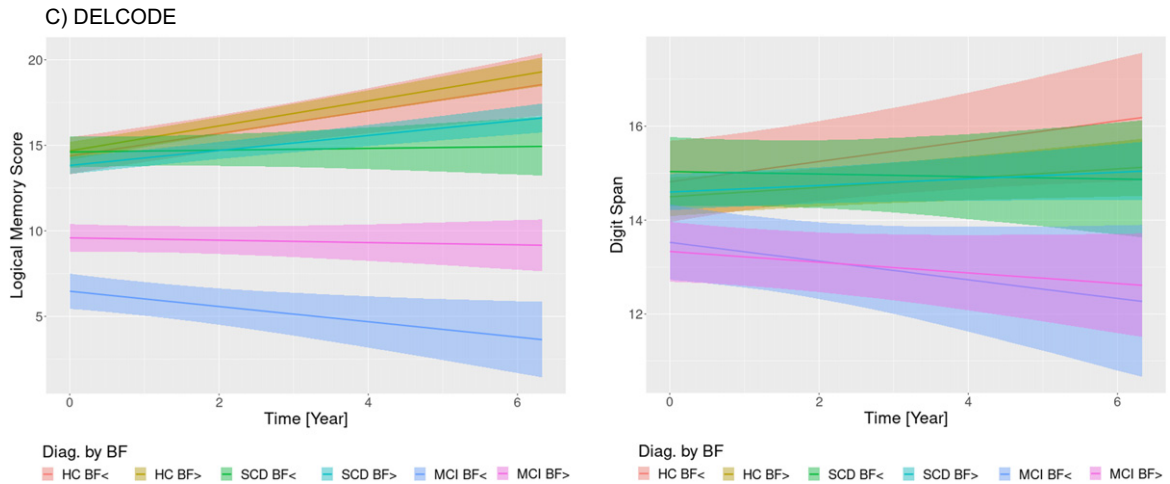 C) DELCODE
Logical Memory Score
20
15
10
5
0 2 4 6
Time [Year]
Diag. by BF
HC BF< HC BF> SCD BF< SCD BF> MCI BF< MCI BF>
Digit Span
16
14
12
0 2 4 6
Time [Year]
Diag. by BF
HC BF< HC BF> SCD BF< SCD BF> MCI BF< MCI BF>